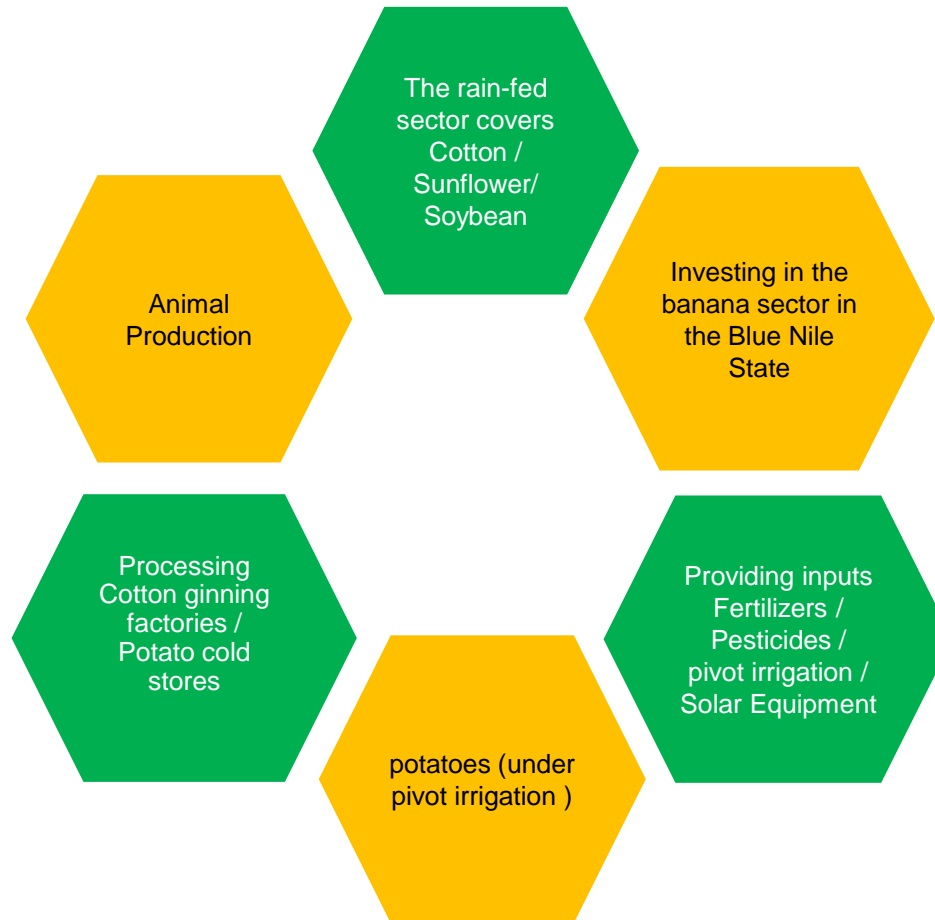 The rain-fed
sector covers
Cotton /
Sunflower/
Soybean
Investing in the
banana sector in
the Blue Nile
State
Providing inputs
Fertilizers /
Pesticides /
pivot irrigation /
Solar Equipment
potatoes (under
pivot irrigation )
Processing
Cotton ginning
factories /
Potato cold
stores
Animal
Production